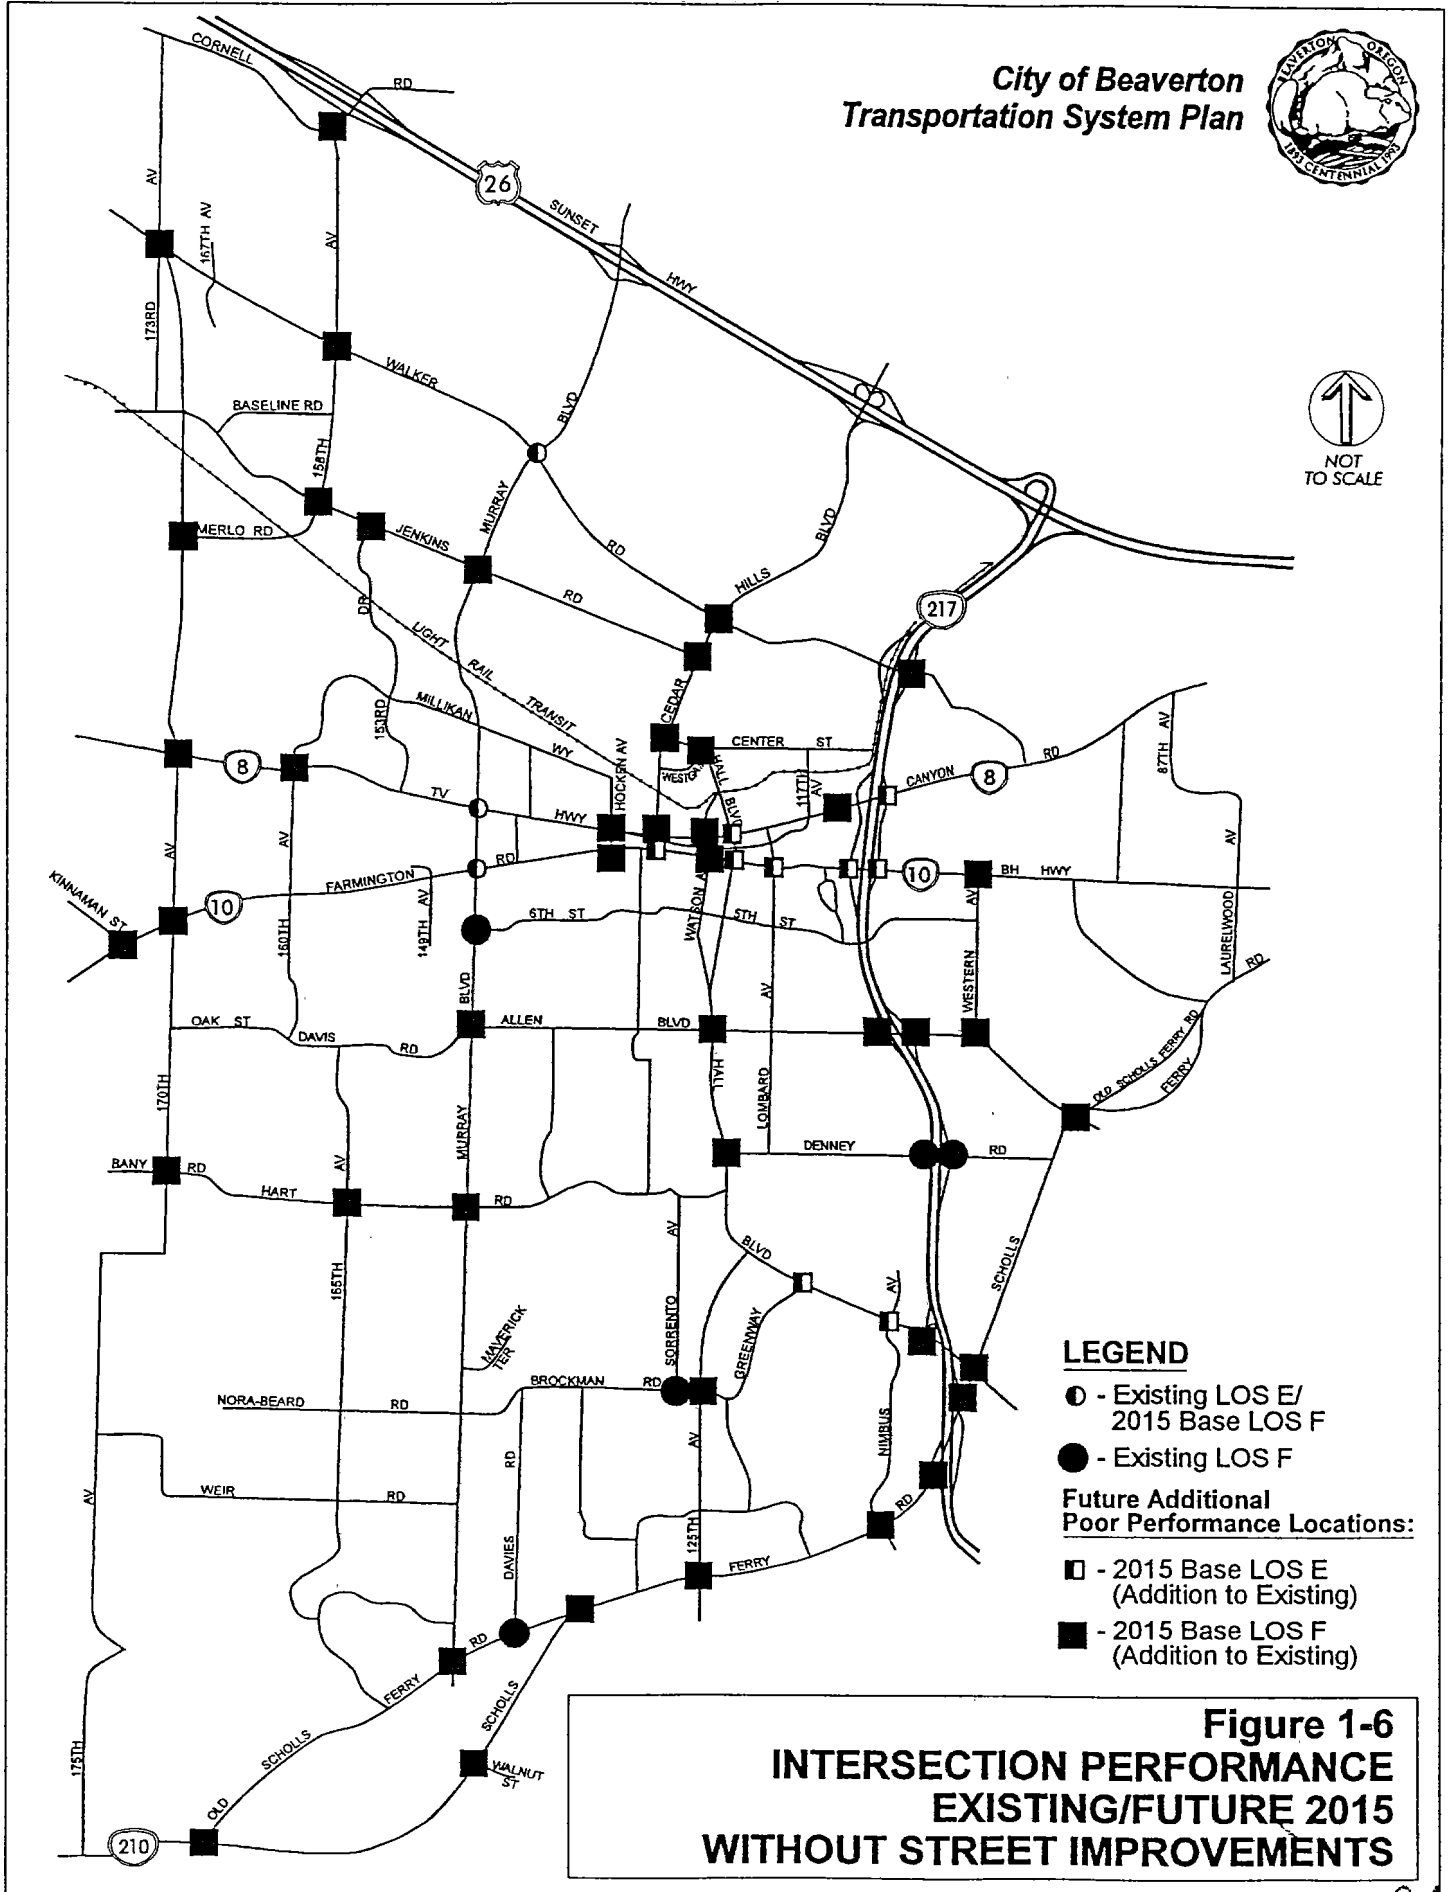 City of Beaverton
Transportation System Plan
BEAVERTON OREGON
1893 CENTENNIAL 1993
CORNELL
RD
26
SUNSET
HWY
AV
167TH AV
AV
173RD
WALKER
BLVD
BASELINE RD
158TH
MURRAY
MERLO RD
JENKINS
RD
BLVD
HILLS
RD
DR
217
LIGHT
RAIL
TRANSIT
NOT
TO SCALE
CEDAR
MILLIKAN
WY
153RD
HOCKEN AV
CENTER ST
HALL
BLVD
117TH
AV
CANYON
8
RD
87TH AV
8
TV
HWY
RD
AV
AV
FARMINGTON
10
149TH AV
160TH
KINNAMAN ST
10
BH HWY
AV
AV
LAURELWOOD
RD
6TH ST
5TH ST
WATSON
WESTERN
AV
BLVD
OAK ST
DAVIS
RD
ALLEN
BLVD
HALL
LOMBARD
OLD SCHOLLS FERRY RD
FERRY
170TH
MURRAY
DENNEY
RD
BANY RD
AV
HART
RD
165TH
AV
BLVD
AV
SCHOLLS
SORRENTO
GREENWAY
MAVERICK
TER
BROCKMAN
RD
NORA-BEARD
RD
AV
NIMBUS
RD
WEIR
RD
AV
DAVIES
125TH
RD
FERRY
RD
FERRY
SCHOLLS
SCHOLLS
OLD
175TH
WALNUT
ST
210
LEGEND
- Existing LOS E/
2015 Base LOS F
- Existing LOS F
Future Additional
Poor Performance Locations:
- 2015 Base LOS E
(Addition to Existing)
- 2015 Base LOS F
(Addition to Existing)
Figure 1-6
INTERSECTION PERFORMANCE
EXISTING/FUTURE 2015
WITHOUT STREET IMPROVEMENTS